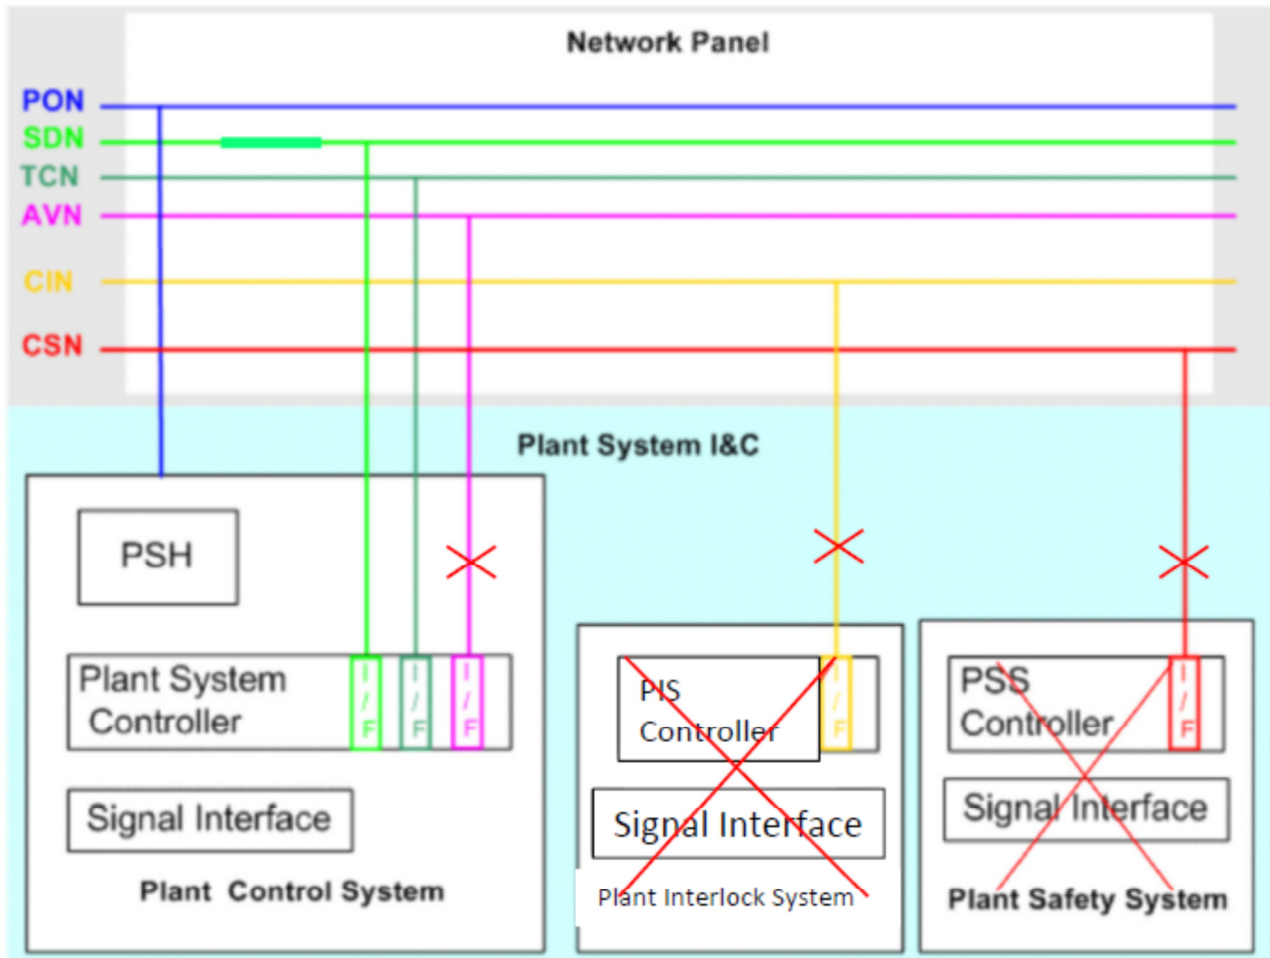 Network Panel
PON
SDN
TCN
AVN
CIN
CSN
Plant System I&C
PSH
Plant System
Controller
I
/
F
I
/
F
I
/
F
Signal Interface
Plant Control System
PIS
Controller
I
/
F
Signal Interface
Plant Interlock System
PSS
Controller
I
/
F
Signal Interface
Plant Safety System